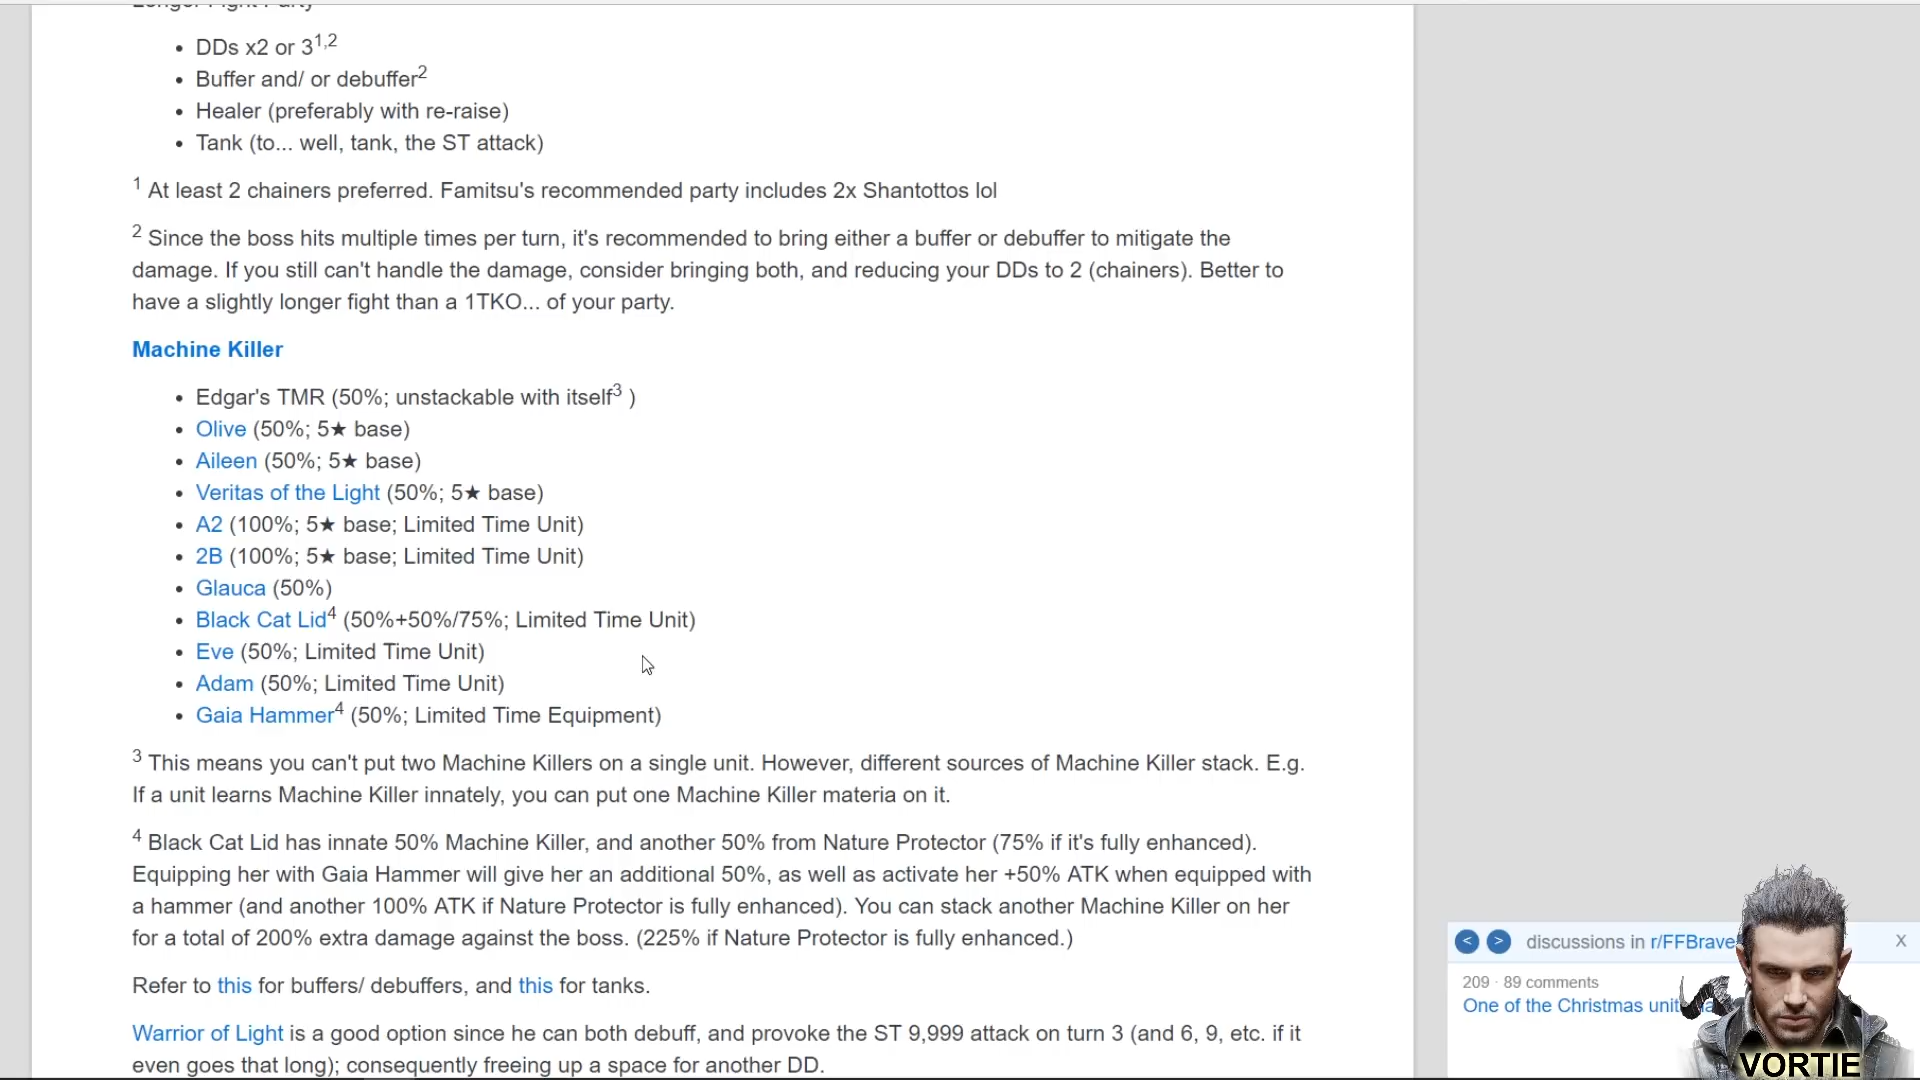 Longer Fight Party
• DDs x2 or 3¹,²
• Buffer and/ or debuffer²
• Healer (preferably with re-raise)
• Tank (to... well, tank, the ST attack)
¹ At least 2 chainers preferred. Famitsu's recommended party includes 2x Shantottos lol
² Since the boss hits multiple times per turn, it's recommended to bring either a buffer or debuffer to mitigate the
damage. If you still can't handle the damage, consider bringing both, and reducing your DDs to 2 (chainers). Better to
have a slightly longer fight than a 1TKO... of your party.
Machine Killer
• Edgar's TMR (50%; unstackable with itself³ )
• Olive (50%; 5★ base)
• Aileen (50%; 5★ base)
• Veritas of the Light (50%; 5★ base)
• A2 (100%; 5★ base; Limited Time Unit)
• 2B (100%; 5★ base; Limited Time Unit)
• Glauca (50%)
• Black Cat Lid⁴ (50%+50%/75%; Limited Time Unit)
• Eve (50%; Limited Time Unit)
• Adam (50%; Limited Time Unit)
• Gaia Hammer⁴ (50%; Limited Time Equipment)
³ This means you can't put two Machine Killers on a single unit. However, different sources of Machine Killer stack. E.g.
If a unit learns Machine Killer innately, you can put one Machine Killer materia on it.
⁴ Black Cat Lid has innate 50% Machine Killer, and another 50% from Nature Protector (75% if it's fully enhanced).
Equipping her with Gaia Hammer will give her an additional 50%, as well as activate her +50% ATK when equipped with
a hammer (and another 100% ATK if Nature Protector is fully enhanced). You can stack another Machine Killer on her
for a total of 200% extra damage against the boss. (225% if Nature Protector is fully enhanced.)
Refer to this for buffers/ debuffers, and this for tanks.
Warrior of Light is a good option since he can both debuff, and provoke the ST 9,999 attack on turn 3 (and 6, 9, etc. if it
even goes that long); consequently freeing up a space for another DD.
< > discussions in r/FFBrave X
209 · 89 comments
One of the Christmas unit
VORTIE